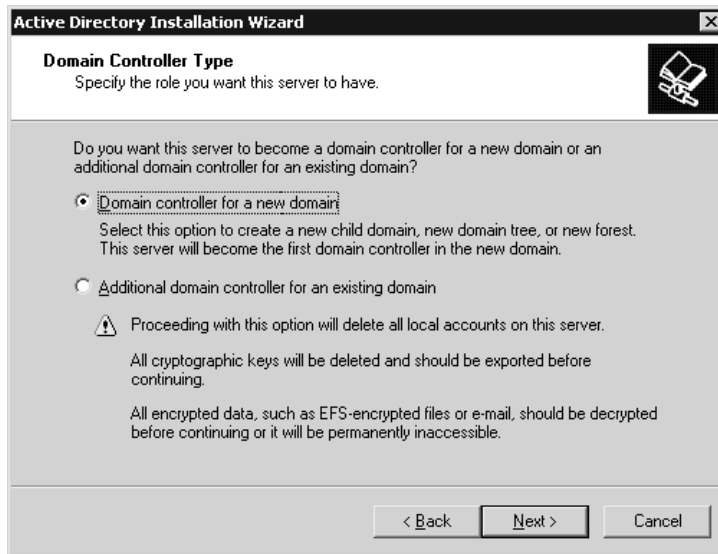 Active Directory Installation Wizard
Domain Controller Type
Specify the role you want this server to have.
Do you want this server to become a domain controller for a new domain or an
additional domain controller for an existing domain?
Domain controller for a new domain
Select this option to create a new child domain, new domain tree, or new forest.
This server will become the first domain controller in the new domain.
Additional domain controller for an existing domain
Proceeding with this option will delete all local accounts on this server.
All cryptographic keys will be deleted and should be exported before
continuing.
All encrypted data, such as EFS-encrypted files or e-mail, should be decrypted
before continuing or it will be permanently inaccessible.
< Back Next > Cancel